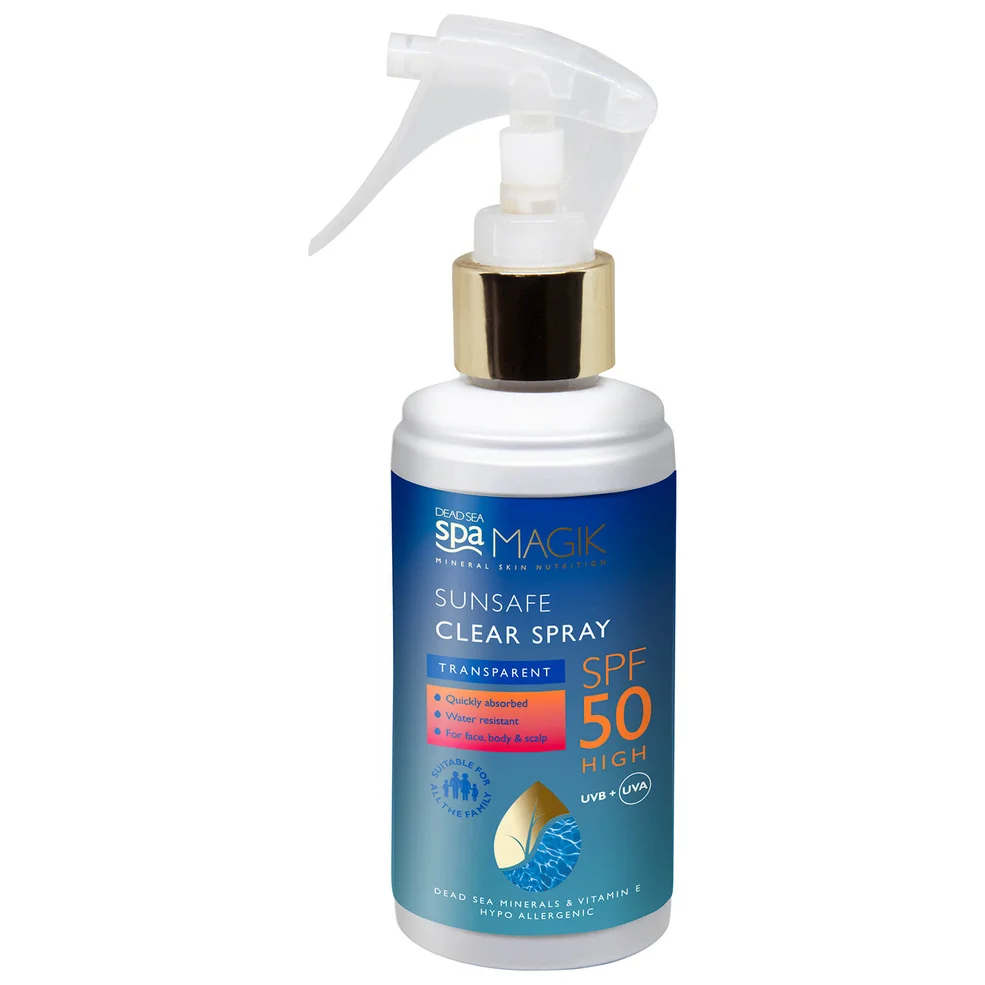 DEAD SEA
spa MAGIK
MINERAL SKIN NUTRITION
SUNSAFE
CLEAR SPRAY
TRANSPARENT
Quickly absorbed
Water resistant
For face, body & scalp
SPF
50
HIGH
UVB + UVA
SUITABLE FOR
ALL THE FAMILY
DEAD SEA MINERALS & VITAMIN E
HYPO ALLERGENIC